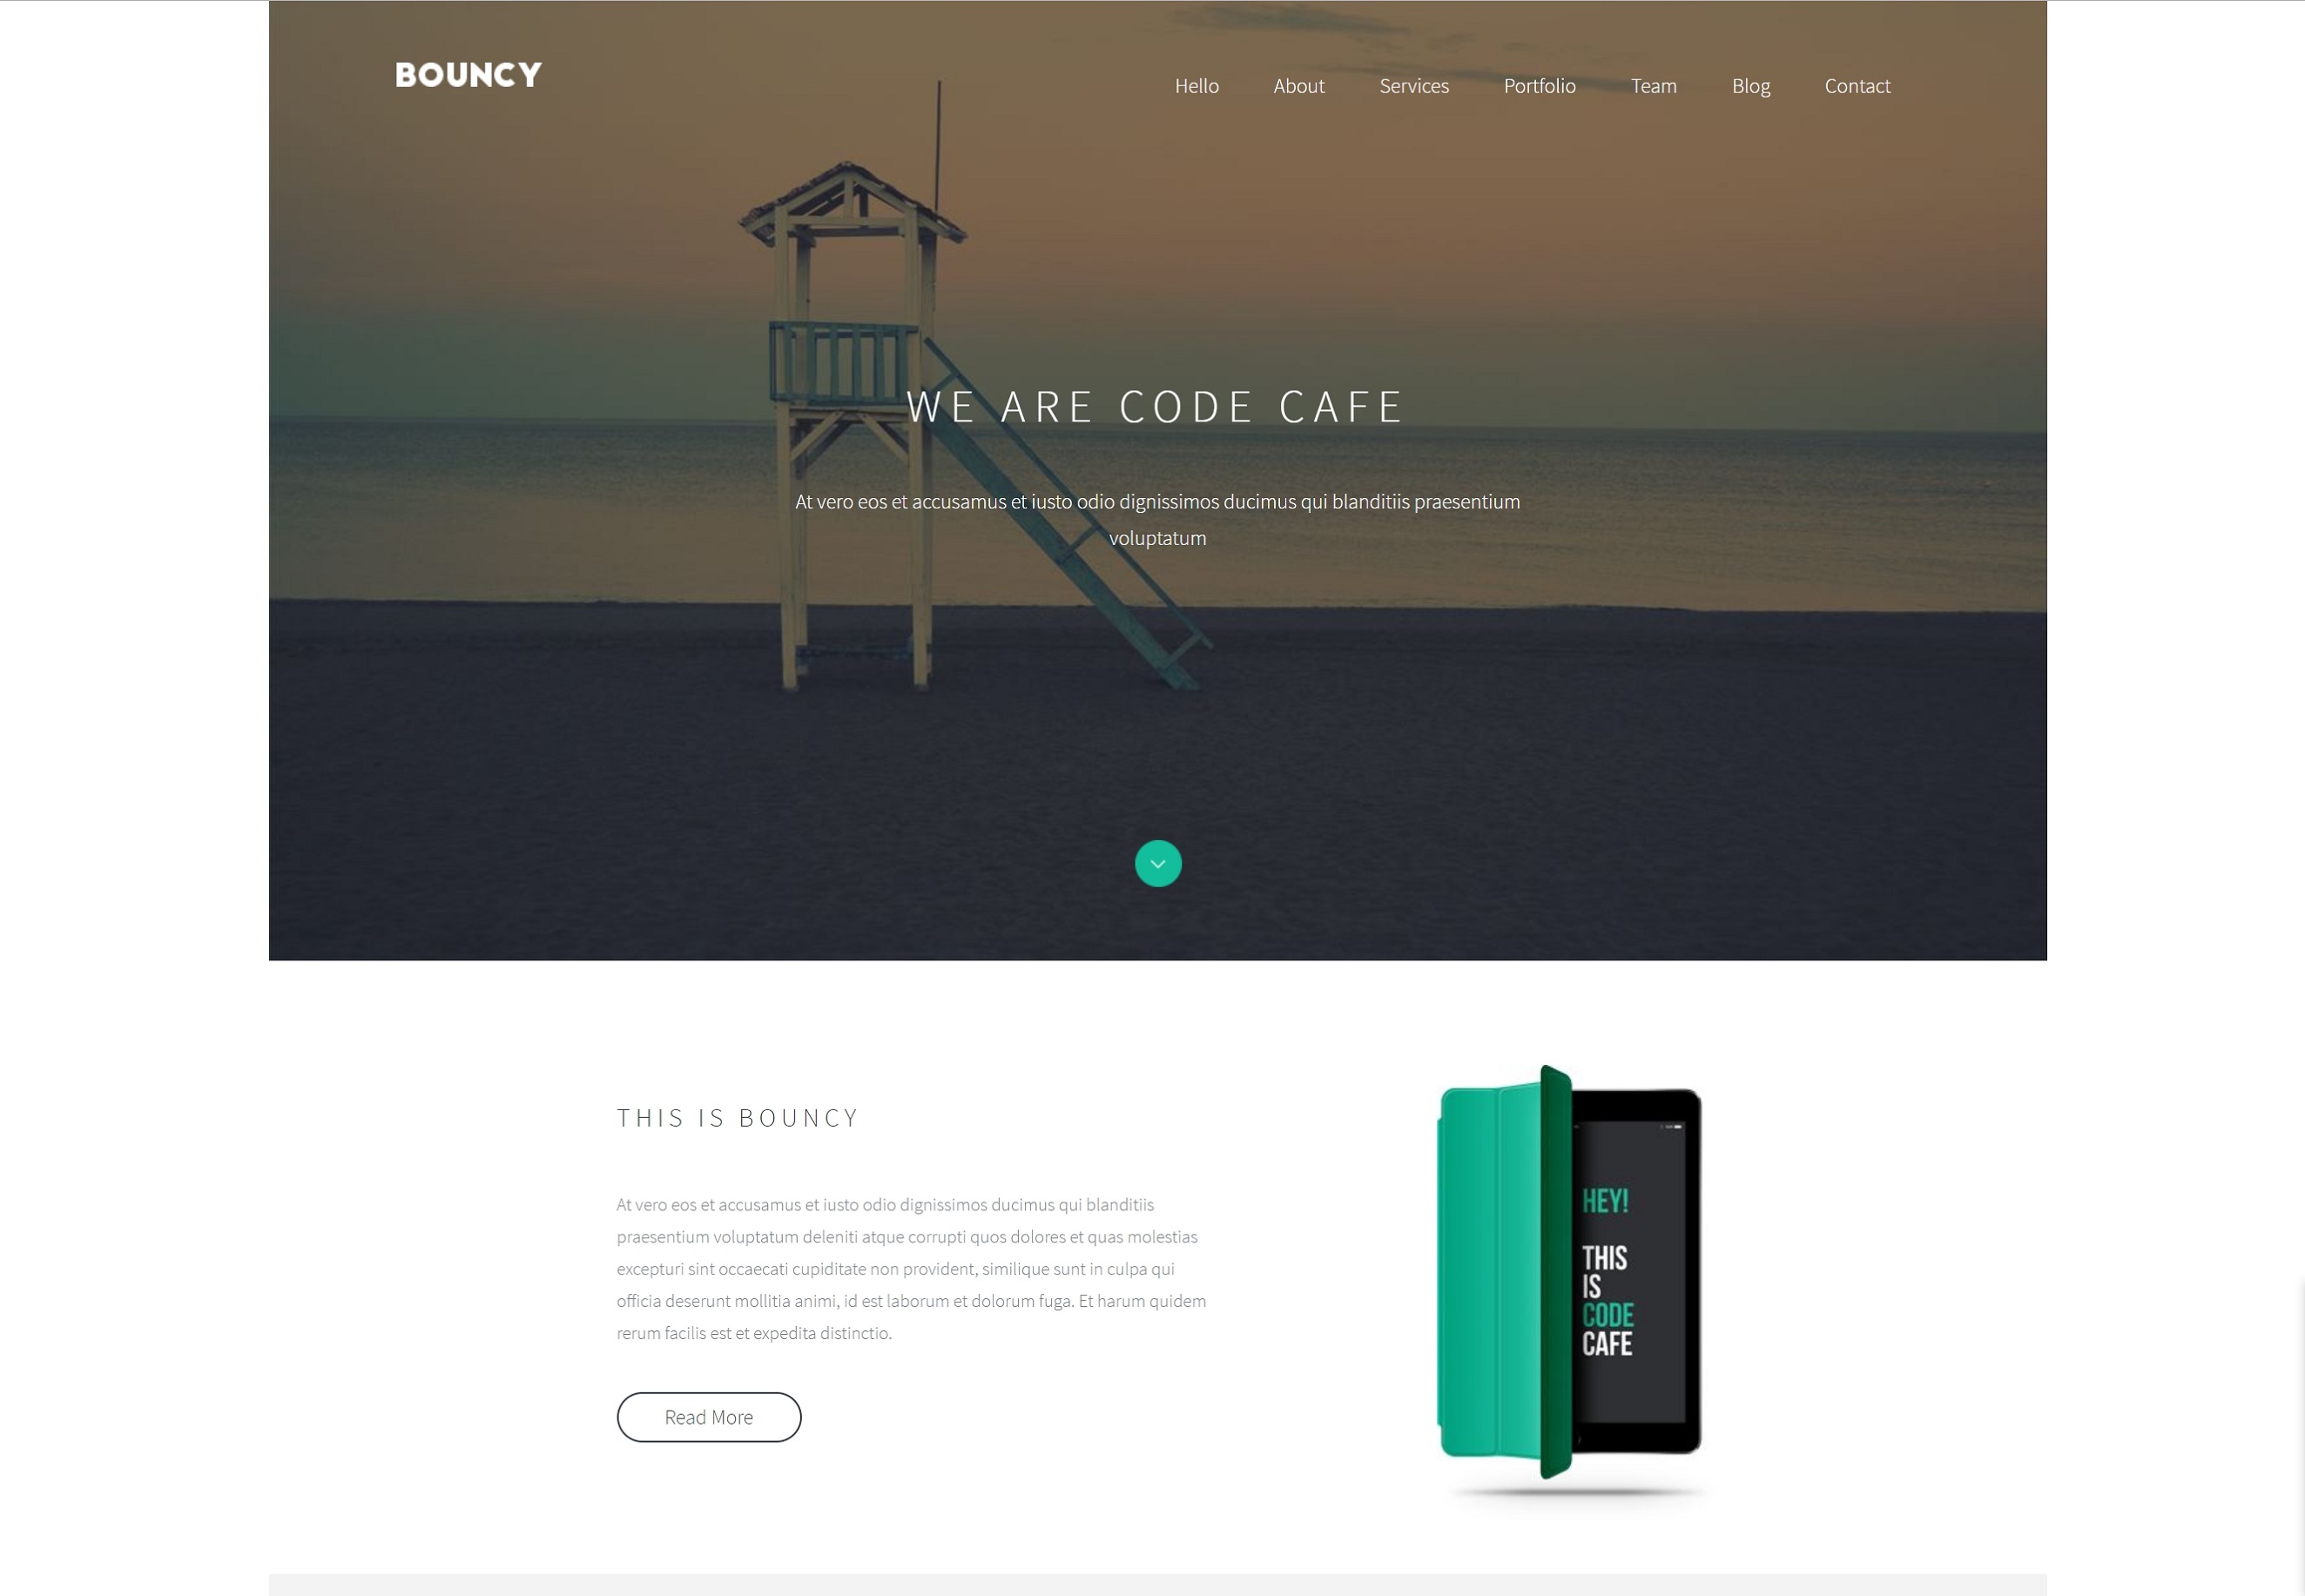 BOUNCY
Hello About Services Portfolio Team Blog Contact
WE ARE CODE CAFE
At vero eos et accusamus et iusto odio dignissimos ducimus qui blanditiis praesentium
voluptatum
THIS IS BOUNCY
At vero eos et accusamus et iusto odio dignissimos ducimus qui blanditiis
praesentium voluptatum deleniti atque corrupti quos dolores et quas molestias
excepturi sint occaecati cupiditate non provident, similique sunt in culpa qui
officia deserunt mollitia animi, id est laborum et dolorum fuga. Et harum quidem
rerum facilis est et expedita distinctio.
Read More
HEY!
THIS
IS
CODE
CAFE